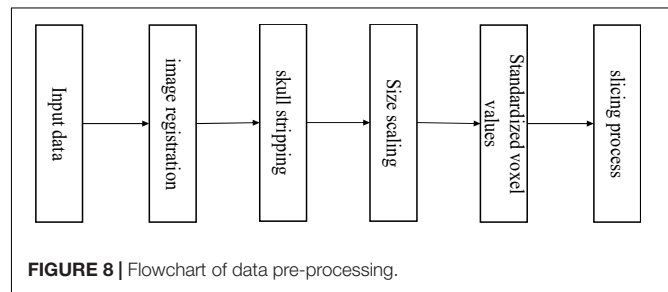 Input data
image registration
skull stripping
Size scaling
Standardized voxel
values
slicing process
FIGURE 8 | Flowchart of data pre-processing.